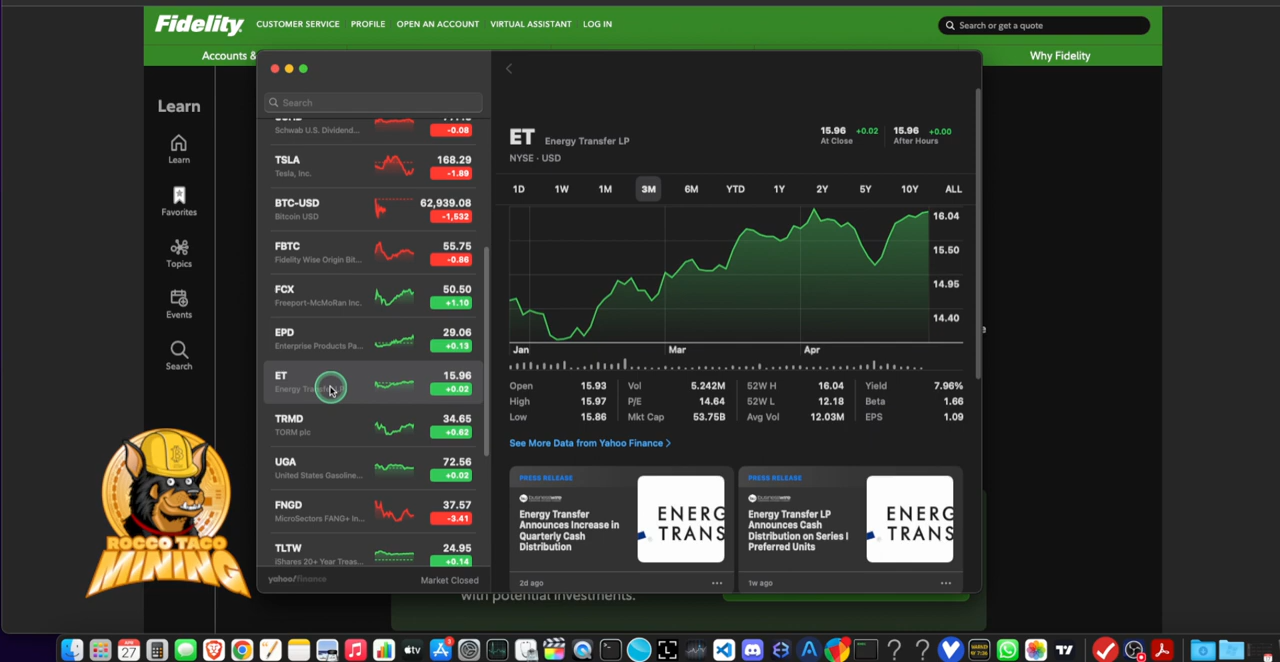 Fidelity
CUSTOMER SERVICE PROFILE OPEN AN ACCOUNT VIRTUAL ASSISTANT LOG IN
Search or get a quote
Accounts &
Why Fidelity
Learn
Learn
Favorites
Topics
Events
Search
Search
Schwab U.S. Dividend... -0.08
TSLA 168.29
Tesla, Inc. -1.89
BTC-USD 62,939.08
Bitcoin USD -1,532
FBTC 55.75
Fidelity Wise Origin Bit... -0.86
FCX 50.50
Freeport-McMoRan Inc. +1.10
EPD 29.06
Enterprise Products Pa... +0.13
ET 15.96
Energy +0.02
TRMD 34.65
TORM plc +0.62
UGA 72.56
United States Gasoline... +0.02
FNGD 37.57
MicroSectors FANG+ In... -3.41
TLTW 24.95
iShares 20+ Year Treas... +0.14
yahoo/finance Market Closed
ET Energy Transfer LP
NYSE · USD
15.96 +0.02
At Close
15.96 +0.00
After Hours
1D 1W 1M 3M 6M YTD 1Y 2Y 5Y 10Y ALL
16.04
15.50
14.95
14.40
Jan Mar Apr
Open 15.93 Vol 5.242M 52W H 16.04 Yield 7.96%
High 15.97 P/E 14.64 52W L 12.18 Beta 1.66
Low 15.86 Mkt Cap 53.75B Avg Vol 12.03M EPS 1.09
See More Data from Yahoo Finance >
PRESS RELEASE
businesswire
Energy Transfer
Announces Increase in
Quarterly Cash
Distribution
ENERG
TRANS
2d ago ...
PRESS RELEASE
businesswire
Energy Transfer LP
Announces Cash
Distribution on Series I
Preferred Units
ENERG
TRANS
1w ago ...
with potential investments.
ROCCO TACO
MINING
APR
27
tv
3